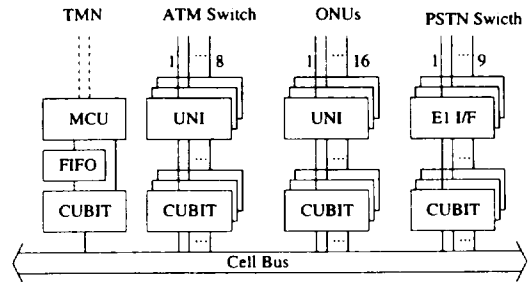 TMN ATM Switch ONUs PSTN Swicth
1 ... 8 1 ... 16 1 ... 9
MCU UNI UNI E1 I/F
FIFO
... ... ...
CUBIT CUBIT CUBIT CUBIT
... ... ...
Cell Bus